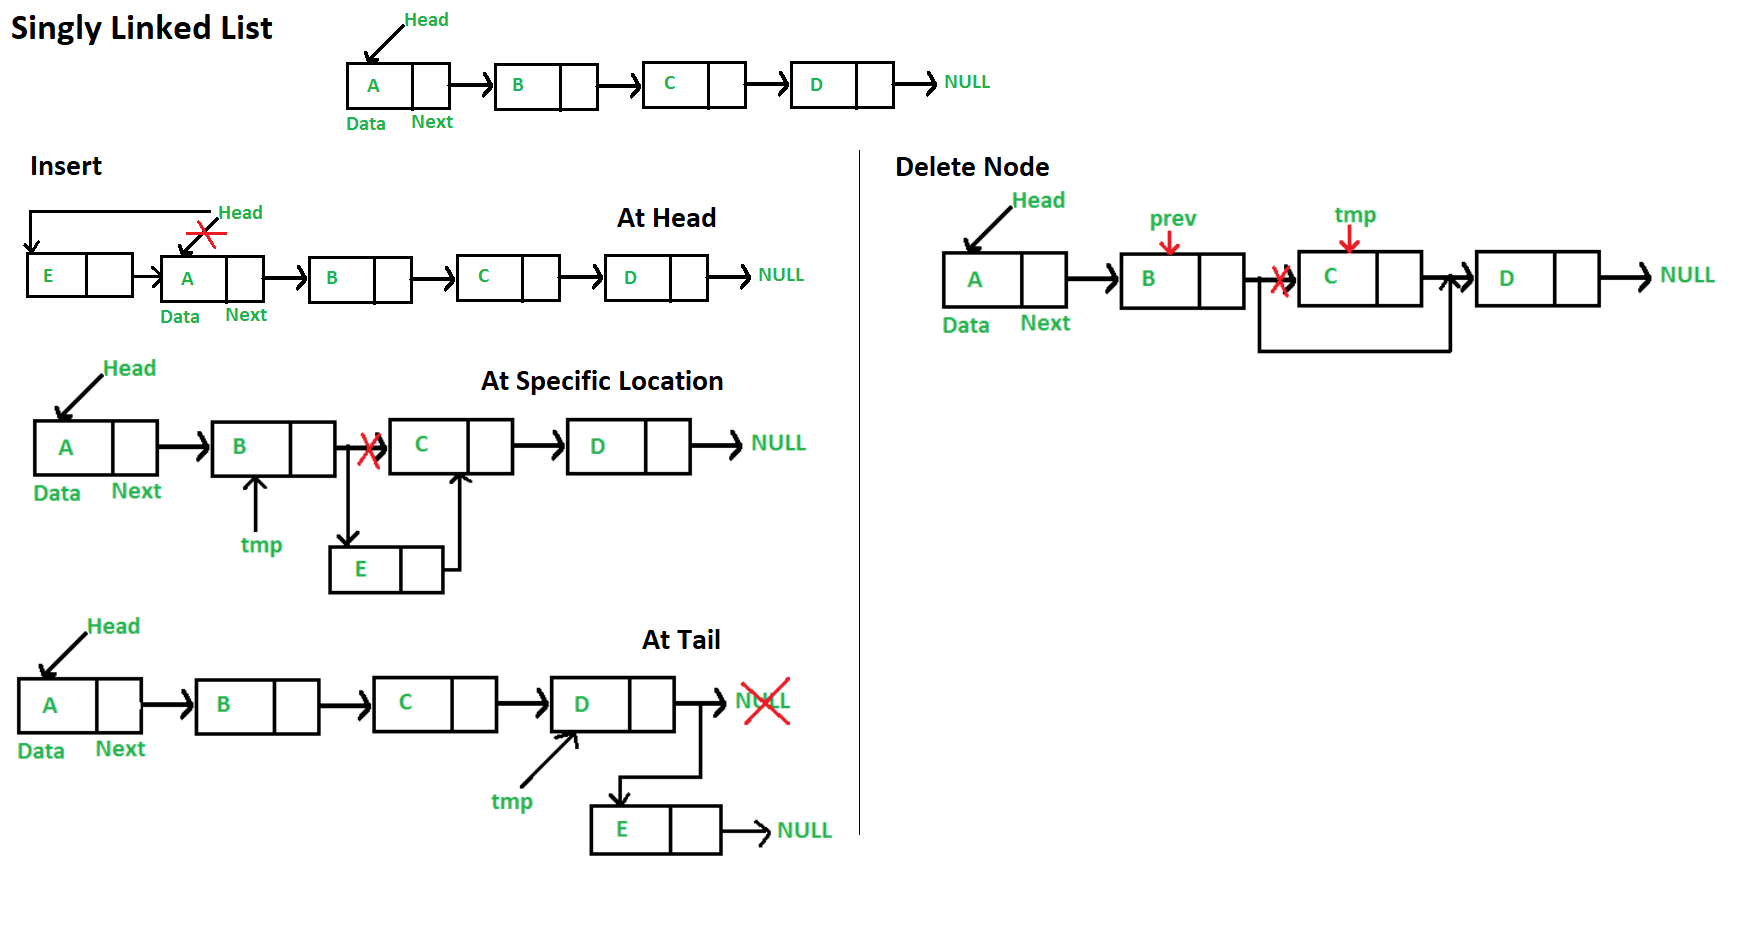 Singly Linked List
Head
A B C D NULL
Data Next
Insert
Head
At Head
E A B C D NULL
Data Next
Head
At Specific Location
A B C D NULL
Data Next
tmp
E
Head
At Tail
A B C D NULL
Data Next
tmp
E NULL
Delete Node
Head
prev tmp
A B C D NULL
Data Next